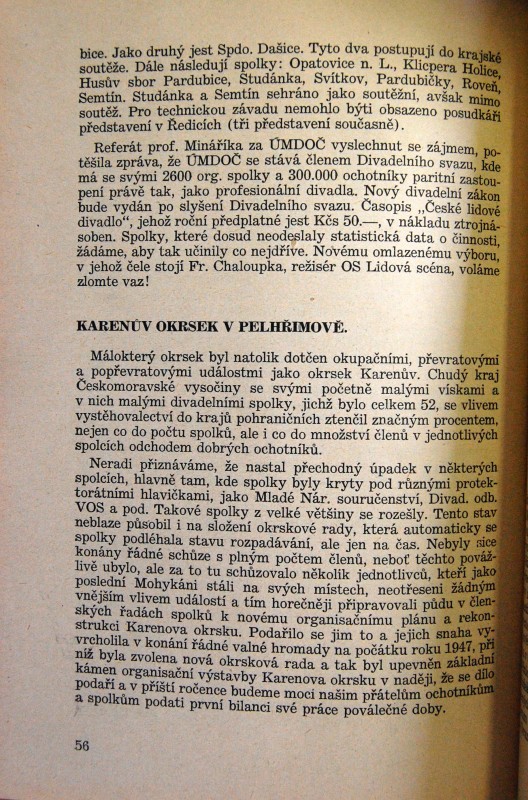 bice. Jako druhý jest Spdo. Dašice. Tyto dva postupují do krajské
soutěže. Dále následují spolky: Opatovice n. L., Klicpera Holice,
Husův sbor Pardubice, Studánka, Svítkov, Pardubičky, Roveň,
Semtín. Studánka a Semtín sehráno jako soutěžní, avšak mimo
soutěž. Pro technickou závadu nemohlo býti obsazeno posudkáři
představení v Ředicích (tři představení současně).
Referát prof. Mináříka za ÚMDOČ vyslechnut se zájmem, po-
těšila zpráva, že ÚMDOČ se stává členem Divadelního svazu, kde
má se svými 2600 org. spolky a 300.000 ochotníky paritní zastou-
pení právě tak, jako profesionální divadla. Nový divadelní zákon
bude vydán po slyšení Divadelního svazu. Časopis „České lidové
divadlo“, jehož roční předplatné jest Kčs 50.—, v nákladu ztrojná-
soben. Spolky, které dosud neodeslaly statistická data o činnosti,
žádáme, aby tak učinily co nejdříve. Novému omlazenému výboru,
v jehož čele stojí Fr. Chaloupka, režisér OS Lidová scéna, voláme
zlomte vaz!
KARENŮV OKRSEK V PELHŘIMOVĚ.
Málokterý okrsek byl natolik dotčen okupačními, převratovými
a popřevratovými událostmi jako okrsek Karenův. Chudý kraj
Českomoravské vysočiny se svými početně malými vískami a
v nich malými divadelními spolky, jichž bylo celkem 52, se vlivem
vystěhovalectví do krajů pohraničních ztenčil značným procentem,
nejen co do počtu spolků, ale i co do množství členů v jednotlivých
spolcích odchodem dobrých ochotníků.
Neradi přiznáváme, že nastal přechodný úpadek v některých
spolcích, hlavně tam, kde spolky byly kryty pod různými protek-
torátními hlavičkami, jako Mladé Nár. souručenství, Divad. odb.
VOS a pod. Takové spolky z velké většiny se rozešly. Tento stav
neblaze působil i na složení okrskové rady, která automaticky se
spolky podléhala stavu rozpadávání, ale jen na čas. Nebyly sice
konány řádné schůze s plným počtem členů, neboť těchto pováž-
livě ubylo, ale za to tu schůzovalo několik jednotlivců, kteří jako
poslední Mohykáni stáli na svých místech, neotřeseni žádným
vnějším vlivem událostí a tím horečněji připravovali půdu v člen-
ských řadách spolků k novému organisačnímu plánu a rekon-
strukci Karenova okrsku. Podařilo se jim to a jejich snaha vy-
vrcholila v konání řádné valné hromady na počátku roku 1947, při
níž byla zvolena nová okrsková rada a tak byl upevněn základní
kámen organisační výstavby Karenova okrsku v naději, že se dílo
podaří a v příští ročence budeme moci našim přátelům ochotníkům
a spolkům podati první bilanci své práce poválečné doby.
56